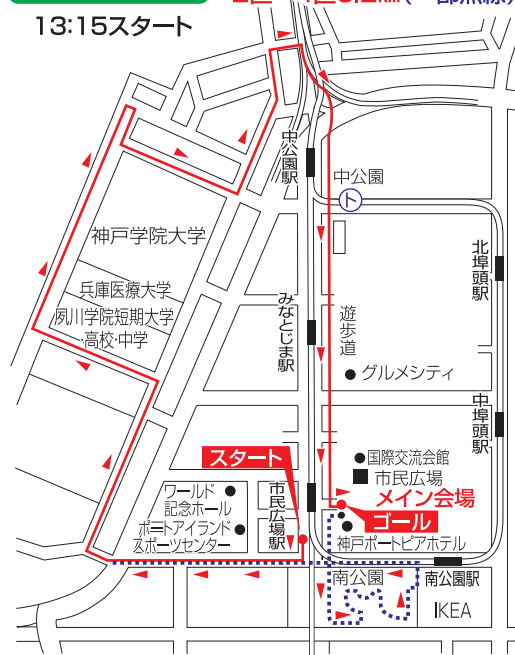 13:15スタート
中公園駅
中公園
ト
神戸学院大学
兵庫医療大学
夙川学院短期大学
・高校・中学
北埠頭駅
みなとじま駅
遊歩道
グルメシティ
中埠頭駅
スタート
国際交流会館
市民広場
メイン会場
ゴール
神戸ポートピアホテル
ワールド
記念ホール
ポートアイランド
スポーツセンター
市民広場駅
南公園
南公園駅
IKEA